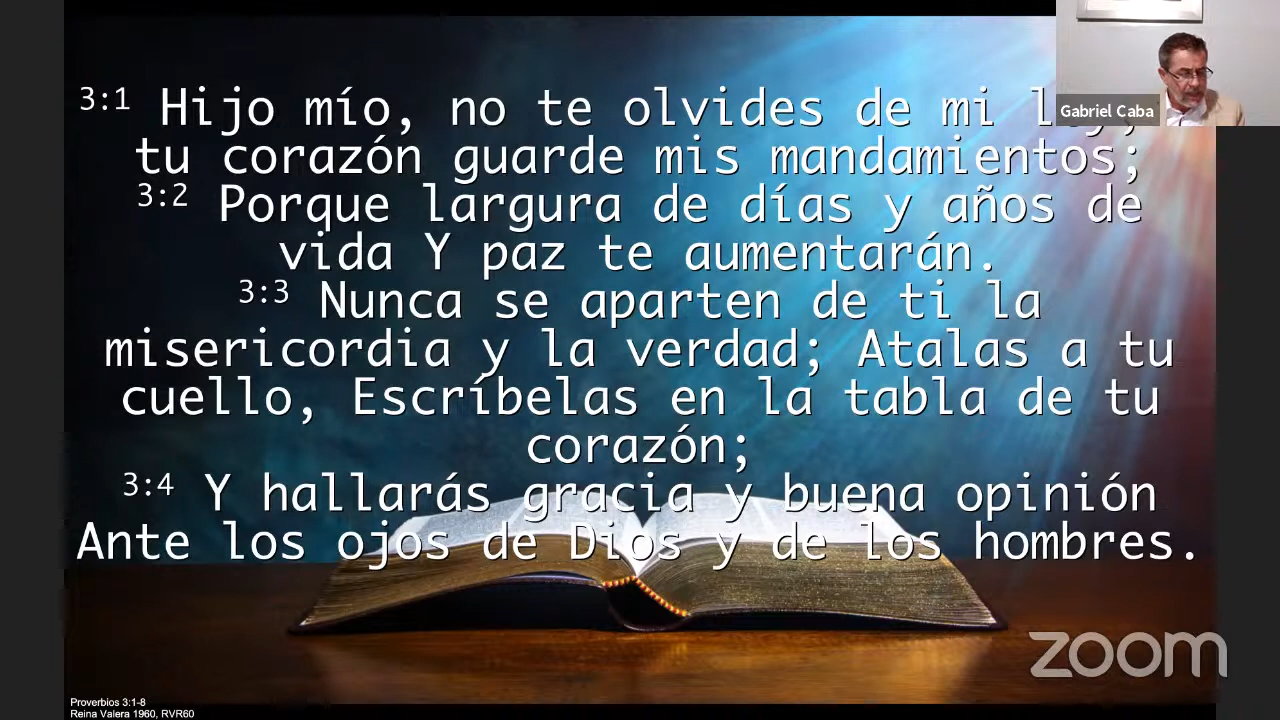 3:1 Hijo mío, no te olvides de mi
tu corazón guarde mis mandamientos;
3:2 Porque largura de días y años de
vida Y paz te aumentarán.
3:3 Nunca se aparten de ti la
misericordia y la verdad; Atalas a tu
cuello, Escríbelas en la tabla de tu
corazón;
3:4 Y hallarás gracia y buena opinión
Ante los ojos de Dios y de los hombres.
Gabriel Caba
zoom
Proverbios 3:1-8
Reina Valera 1960, RVR60